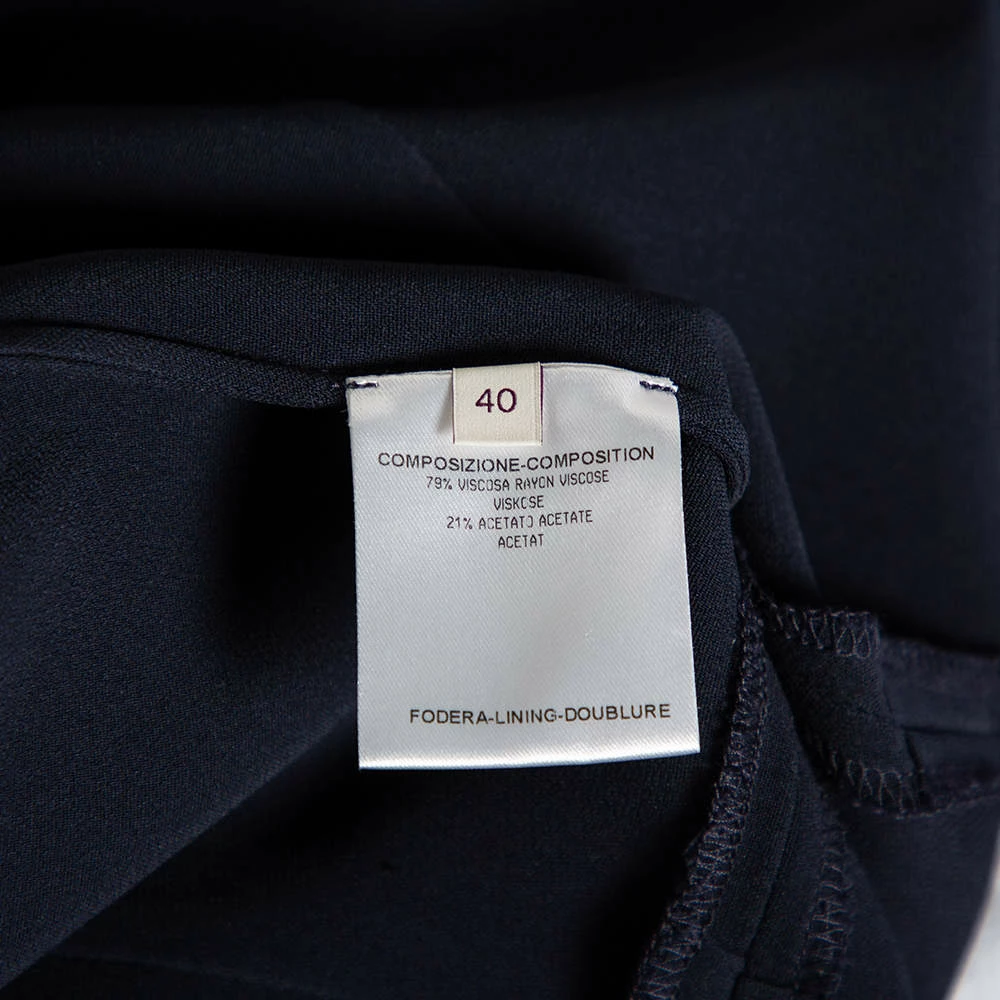 40
COMPOSIZIONE-COMPOSITION
79% VISCOSA RAYON VISCOSE
VISKOSE
21% ACETATO ACETATE
ACETAT
FODERA-LINING-DOUBLURE